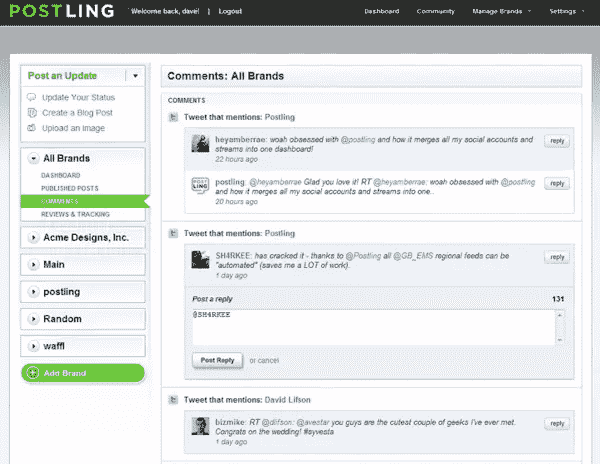 POSTLING
Welcome back, dave! | Logout
Dashboard Community Manage Brands Settings
Post an Update
Update Your Status
Create a Blog Post
Upload an Image
All Brands
DASHBOARD
PUBLISHED POSTS
COMMENTS
REVIEWS & TRACKING
Acme Designs, Inc.
Main
postling
Random
waffl
Add Brand
Comments: All Brands
COMMENTS
Tweet that mentions: Postling
heyamberrae: woah obsessed with @postling and how it merges all my social accounts and
streams into one dashboard!
22 hours ago
reply
POST
LING
postling: @heyamberrae Glad you love it! RT @heyamberrae: woah obsessed with @postling
and how it merges all my social accounts and streams into one..
20 hours ago
reply
Tweet that mentions: Postling
SH4RKEE: has cracked it - thanks to @Postling all @GB_EMS regional feeds can be
"automated" (saves me a LOT of work).
1 day ago
reply
Post a reply 131
@SH4RKEE
Post Reply or cancel
Tweet that mentions: David Lifson
bizmike: RT @dlifson: @avestar you guys are the cutest couple of geeks I've ever met.
Congrats on the wedding! #syvesta
1 day ago
reply